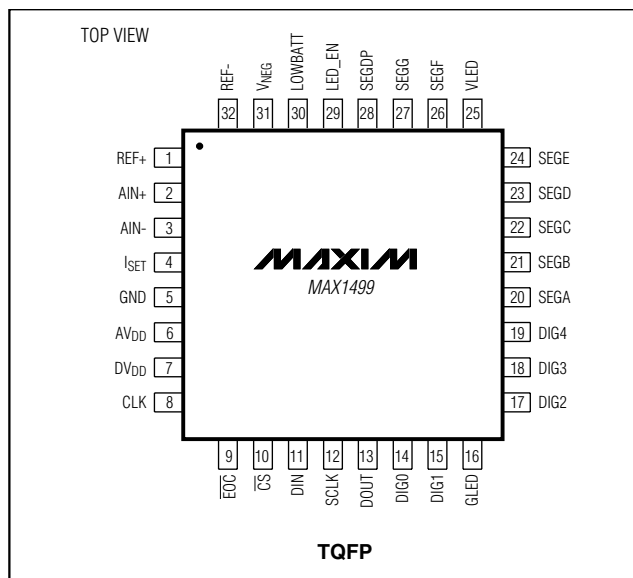 TOP VIEW
REF-
VNEG
LOWBATT
LED_EN
SEGDP
SEGG
SEGF
VLED
32
31
30
29
28
27
26
25
REF+ 1
AIN+ 2
AIN- 3
ISET 4
GND 5
AVDD 6
DVDD 7
CLK 8
MAXIM
MAX1499
24 SEGE
23 SEGD
22 SEGC
21 SEGB
20 SEGA
19 DIG4
18 DIG3
17 DIG2
9
10
11
12
13
14
15
16
EOC
CS
DIN
SCLK
DOUT
DIG0
DIG1
GLED
TQFP